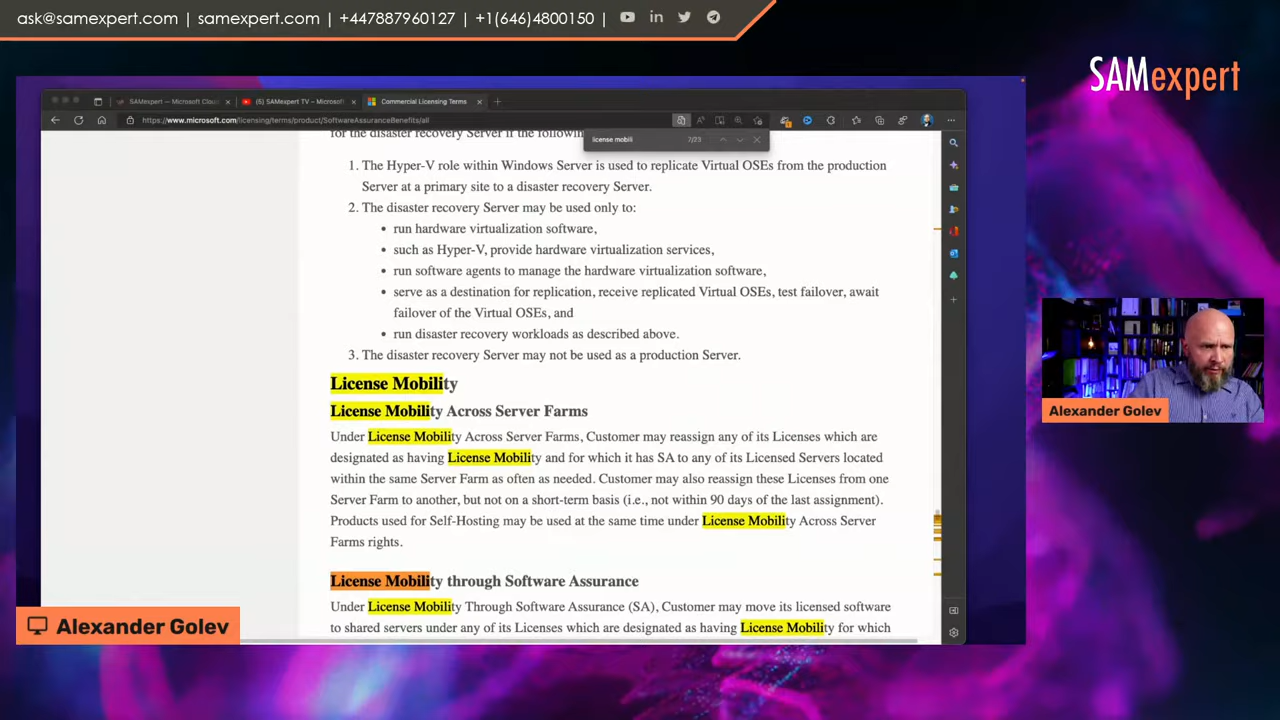 ask@samexpert.com | samexpert.com | +447887960127 | +1(646)4800150 |
SAMexpert
SAMexpert — Microsoft Clou
(5) SAMexpert TV – Microsoft
Commercial Licensing Terms
https://www.microsoft.com/licensing/terms/product/SoftwareAssuranceBenefits/all
license mobili 7/23
for the disaster recovery Server if the following
1. The Hyper-V role within Windows Server is used to replicate Virtual OSEs from the production
Server at a primary site to a disaster recovery Server.
2. The disaster recovery Server may be used only to:
• run hardware virtualization software,
• such as Hyper-V, provide hardware virtualization services,
• run software agents to manage the hardware virtualization software,
• serve as a destination for replication, receive replicated Virtual OSEs, test failover, await
failover of the Virtual OSEs, and
• run disaster recovery workloads as described above.
3. The disaster recovery Server may not be used as a production Server.
License Mobility
License Mobility Across Server Farms
Under License Mobility Across Server Farms, Customer may reassign any of its Licenses which are
designated as having License Mobility and for which it has SA to any of its Licensed Servers located
within the same Server Farm as often as needed. Customer may also reassign these Licenses from one
Server Farm to another, but not on a short-term basis (i.e., not within 90 days of the last assignment).
Products used for Self-Hosting may be used at the same time under License Mobility Across Server
Farms rights.
License Mobility through Software Assurance
Under License Mobility Through Software Assurance (SA), Customer may move its licensed software
to shared servers under any of its Licenses which are designated as having License Mobility for which
Alexander Golev
Alexander Golev